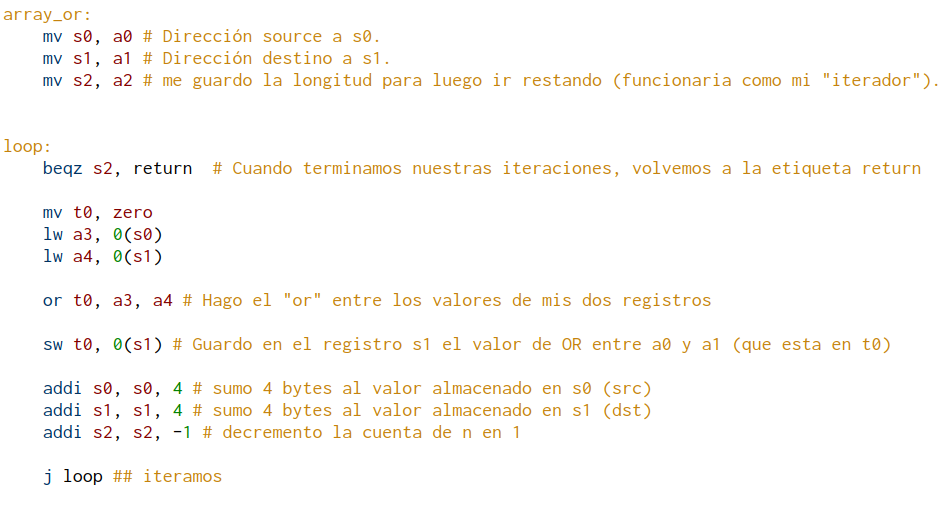 array_or:
mv s0, a0 # Dirección source a s0.
mv s1, a1 # Dirección destino a s1.
mv s2, a2 # me guardo la longitud para luego ir restando (funcionaria como mi "iterador").
loop:
beqz s2, return  # Cuando terminamos nuestras iteraciones, volvemos a la etiqueta return
mv t0, zero
lw a3, 0(s0)
lw a4, 0(s1)
or t0, a3, a4 # Hago el "or" entre los valores de mis dos registros
sw t0, 0(s1) # Guardo en el registro s1 el valor de OR entre a0 y a1 (que esta en t0)
addi s0, s0, 4 # sumo 4 bytes al valor almacenado en s0 (src)
addi s1, s1, 4 # sumo 4 bytes al valor almacenado en s1 (dst)
addi s2, s2, -1 # decremento la cuenta de n en 1
j loop ## iteramos